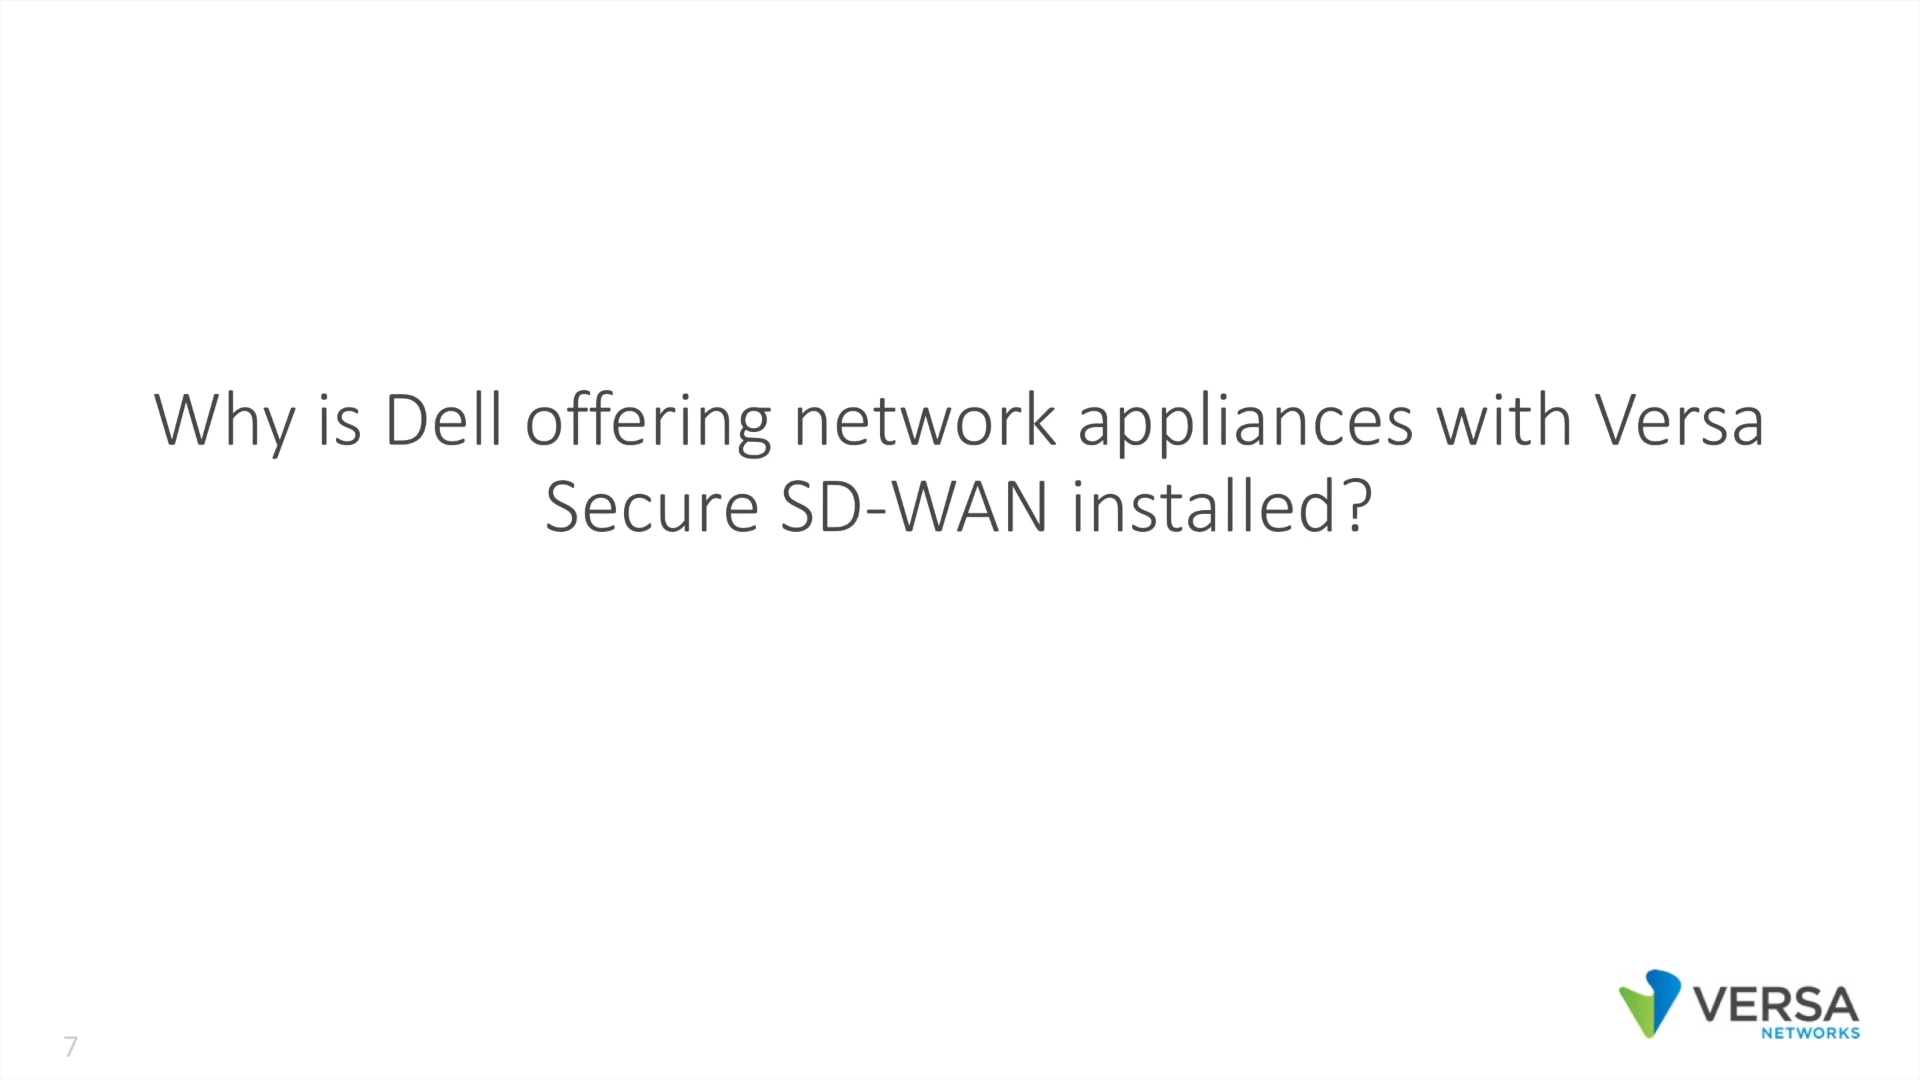 Why is Dell offering network appliances with Versa
Secure SD-WAN installed?
VERSA
NETWORKS
7